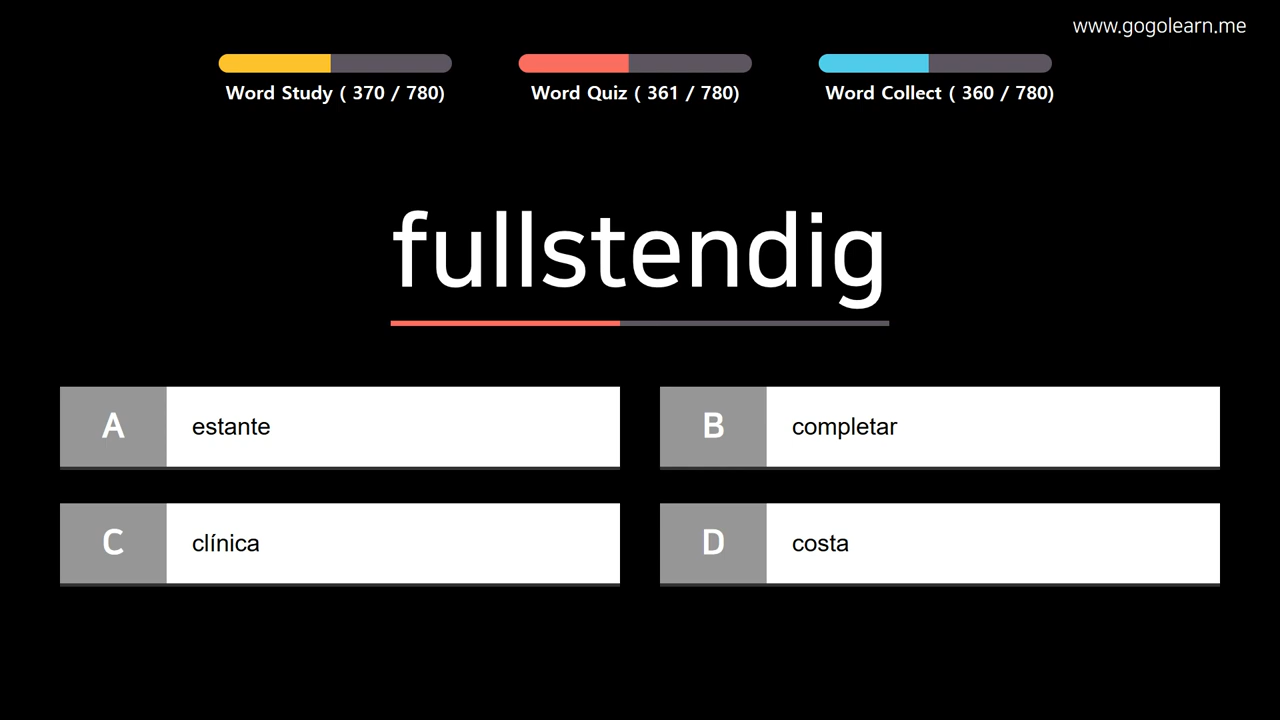 www.gogolearn.me
Word Study ( 370 / 780)
Word Quiz ( 361 / 780)
Word Collect ( 360 / 780)
fullstendig
A estante
B completar
C clínica
D costa